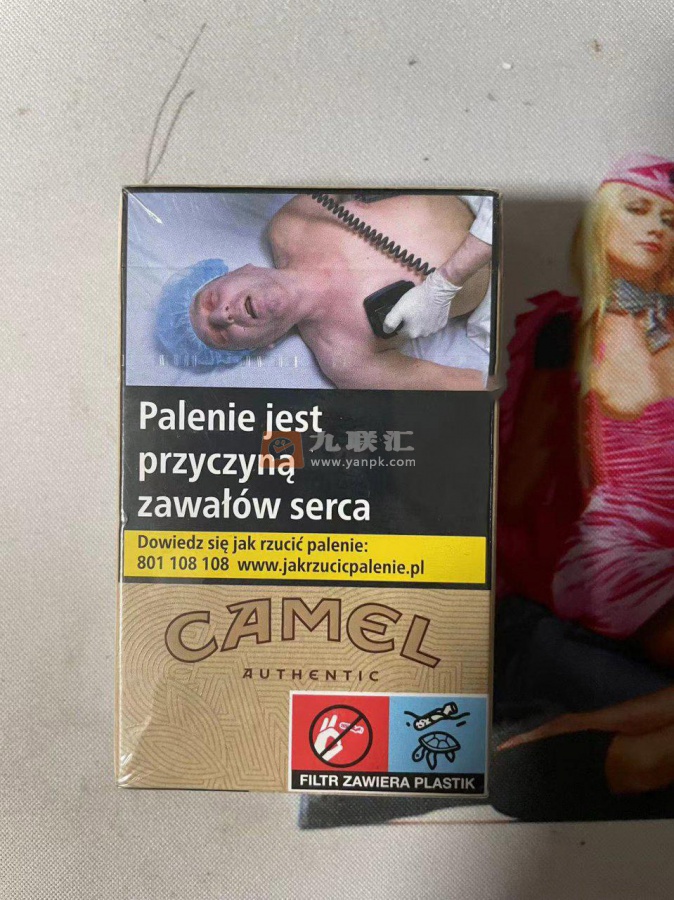 Palenie jest
przyczyną
zawałów serca
九联汇
www.yanpk.com
Dowiedz się jak rzucić palenie:
801 108 108 www.jakrzucicpalenie.pl
CAMEL
AUTHENTIC
FILTR ZAWIERA PLASTIK